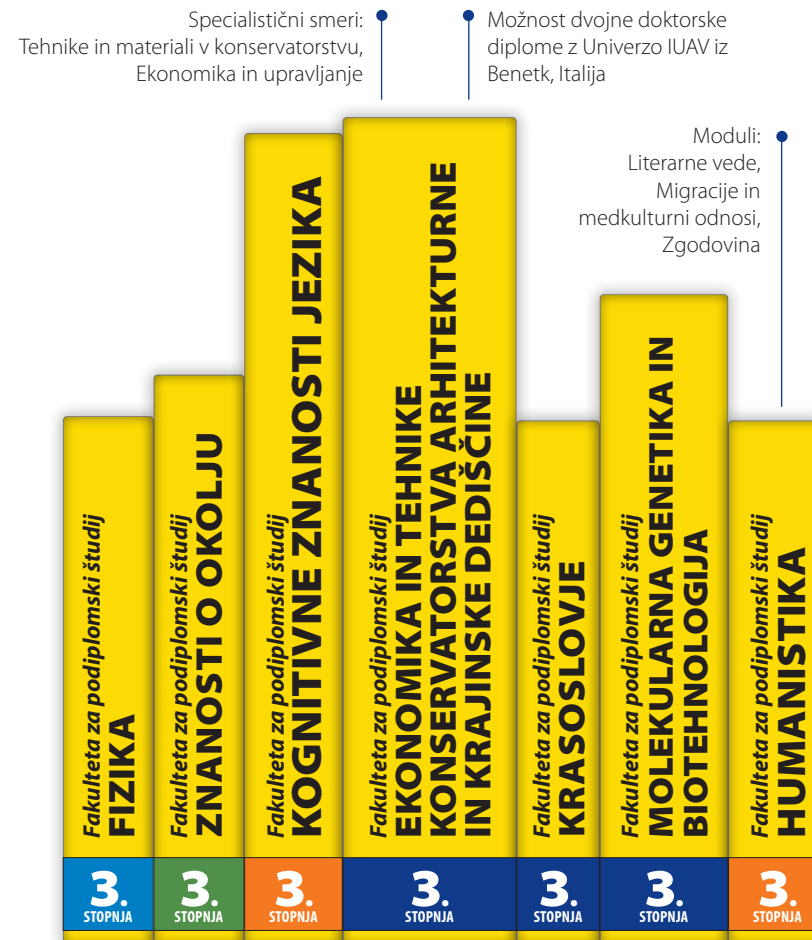 Specialistični smeri:
Tehnike in materiali v konservatorstvu,
Ekonomika in upravljanje
Možnost dvojne doktorske
diplome z Univerzo IUAV iz
Benetk, Italija
Moduli:
Literarne vede,
Migracije in
medkulturni odnosi,
Zgodovina
Fakulteta za podiplomski študij
FIZIKA
3.
STOPNJA
Fakulteta za podiplomski študij
ZNANOSTI O OKOLJU
3.
STOPNJA
Fakulteta za podiplomski študij
KOGNITIVNE ZNANOSTI JEZIKA
3.
STOPNJA
Fakulteta za podiplomski študij
EKONOMIKA IN TEHNIKE
KONSERVATORSTVA ARHITEKTURNE
IN KRAJINSKE DEDIŠČINE
3.
STOPNJA
Fakulteta za podiplomski študij
KRASOSLOVJE
3.
STOPNJA
Fakulteta za podiplomski študij
MOLEKULARNA GENETIKA IN
BIOTEHNOLOGIJA
3.
STOPNJA
Fakulteta za podiplomski študij
HUMANISTIKA
3.
STOPNJA